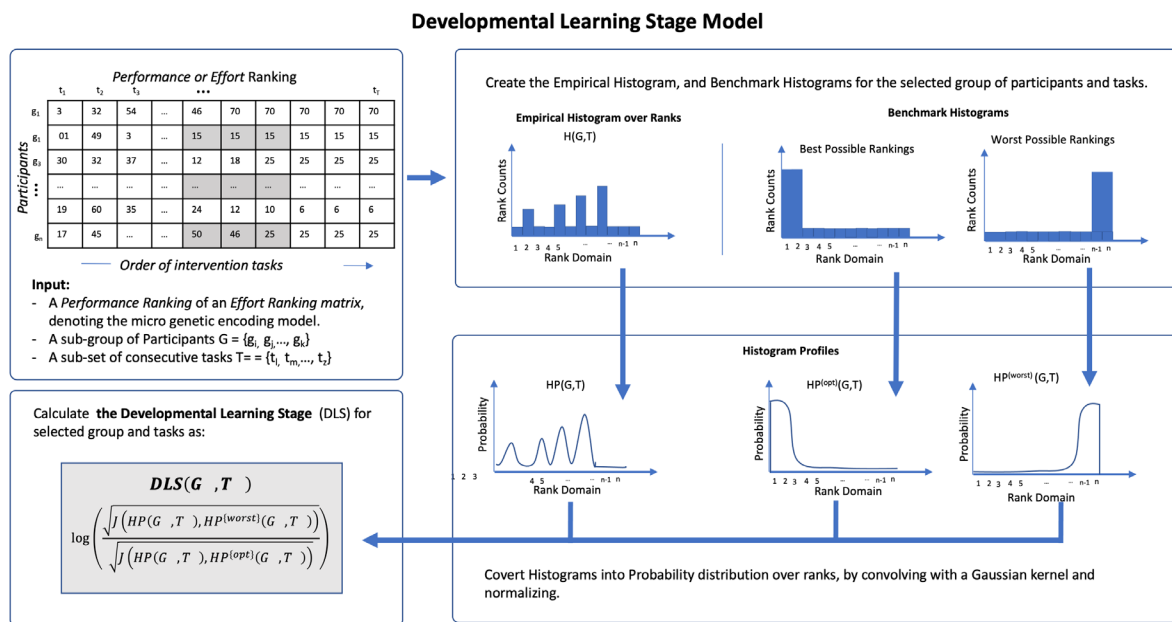 Developmental Learning Stage Model
Performance or Effort Ranking
t1 t2 t3 ... tT
Participants
g1 3 32 54 ... 46 70 70 70 70 70
g1 01 49 3 ... 15 15 15 15 15 15
g3 30 32 37 ... 12 18 25 25 25 25
... ... ... ... ... ... ... ... ... ...
19 60 35 ... 24 12 10 6 6 6
gn 17 45 ... ... 50 46 25 25 25 25
Order of intervention tasks
Input:
- A Performance Ranking of an Effort Ranking matrix,
denoting the micro genetic encoding model.
- A sub-group of Participants G = {gi, gj,..., gk}
- A sub-set of consecutive tasks T= = {ti, tm,..., tz}
Create the Empirical Histogram, and Benchmark Histograms for the selected group of participants and tasks.
Empirical Histogram over Ranks
H(G,T)
Rank Counts
1 2 3 4 5 ... ... n-1 n
Rank Domain
Benchmark Histograms
Best Possible Rankings
Rank Counts
1 2 3 4 5 ... ... n-1 n
Rank Domain
Worst Possible Rankings
Rank Counts
1 2 3 4 5 ... ... n-1 n
Rank Domain
Histogram Profiles
HP(G,T)
Probability
1 2 3 4 5 ... ... n-1 n
Rank Domain
HP(opt)(G,T)
Probability
1 2 3 4 5 ... ... n-1 n
Rank Domain
HP(worst)(G,T)
Probability
1 2 3 4 5 ... ... n-1 n
Rank Domain
Covert Histograms into Probability distribution over ranks, by convolving with a Gaussian kernel and
normalizing.
Calculate the Developmental Learning Stage (DLS) for
selected group and tasks as:
DLS(G ,T )
log(√J(HP(G ,T ),HP(worst)(G ,T ))
√J(HP(G ,T ),HP(opt)(G ,T )))